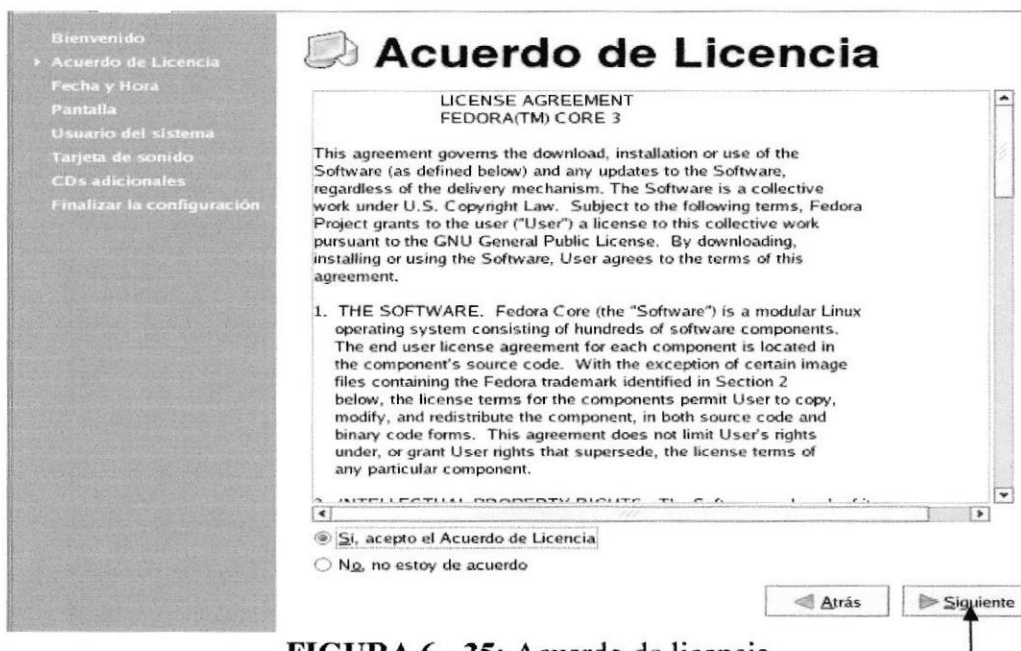 Bienvenido
Acuerdo de Licencia
Fecha y Hora
Pantalla
Usuario del sistema
Tarjeta de sonido
CDs adicionales
Finalizar la configuración
Acuerdo de Licencia
LICENSE AGREEMENT
FEDORA(TM) CORE 3
This agreement governs the download, installation or use of the
Software (as defined below) and any updates to the Software,
regardless of the delivery mechanism. The Software is a collective
work under U.S. Copyright Law. Subject to the following terms, Fedora
Project grants to the user ("User") a license to this collective work
pursuant to the GNU General Public License. By downloading,
installing or using the Software, User agrees to the terms of this
agreement.
1. THE SOFTWARE. Fedora Core (the "Software") is a modular Linux
operating system consisting of hundreds of software components.
The end user license agreement for each component is located in
the component's source code. With the exception of certain image
files containing the Fedora trademark identified in Section 2
below, the license terms for the components permit User to copy,
modify, and redistribute the component, in both source code and
binary code forms. This agreement does not limit User's rights
under, or grant User rights that supersede, the license terms of
any particular component.
INTELLECTUAL PROPERTY RIGHTS. The
Sí, acepto el Acuerdo de Licencia
No, no estoy de acuerdo
Atrás
Siguiente
FIGURA 6 - 35: Acuerdo de licencia